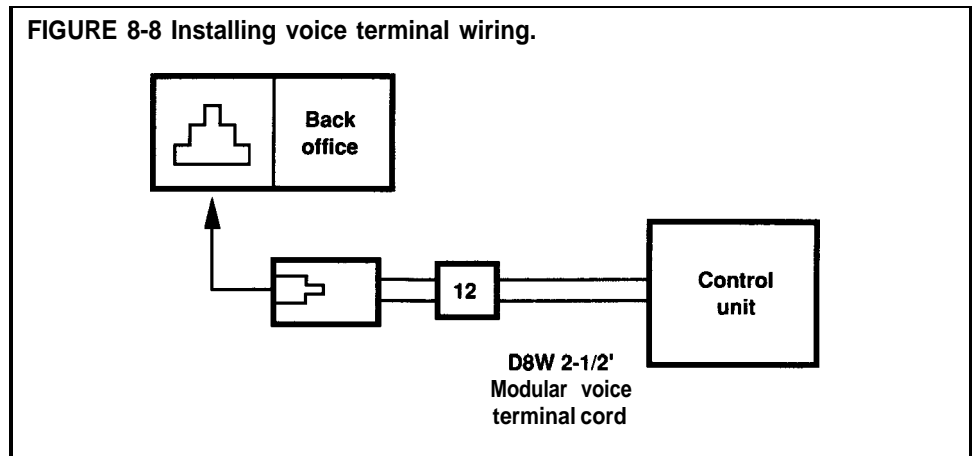 FIGURE 8-8 Installing voice terminal wiring.
Back
office
12
Control
unit
D8W 2-1/2'
Modular voice
terminal cord